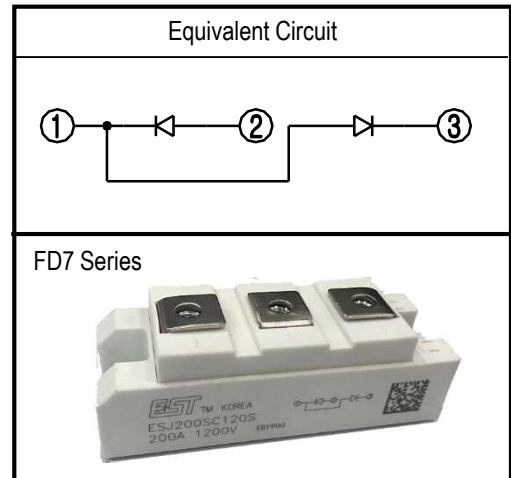 Equivalent Circuit
1 2 3
FD7 Series
EST TM KOREA
ESJ200SC120S
200A 1200V